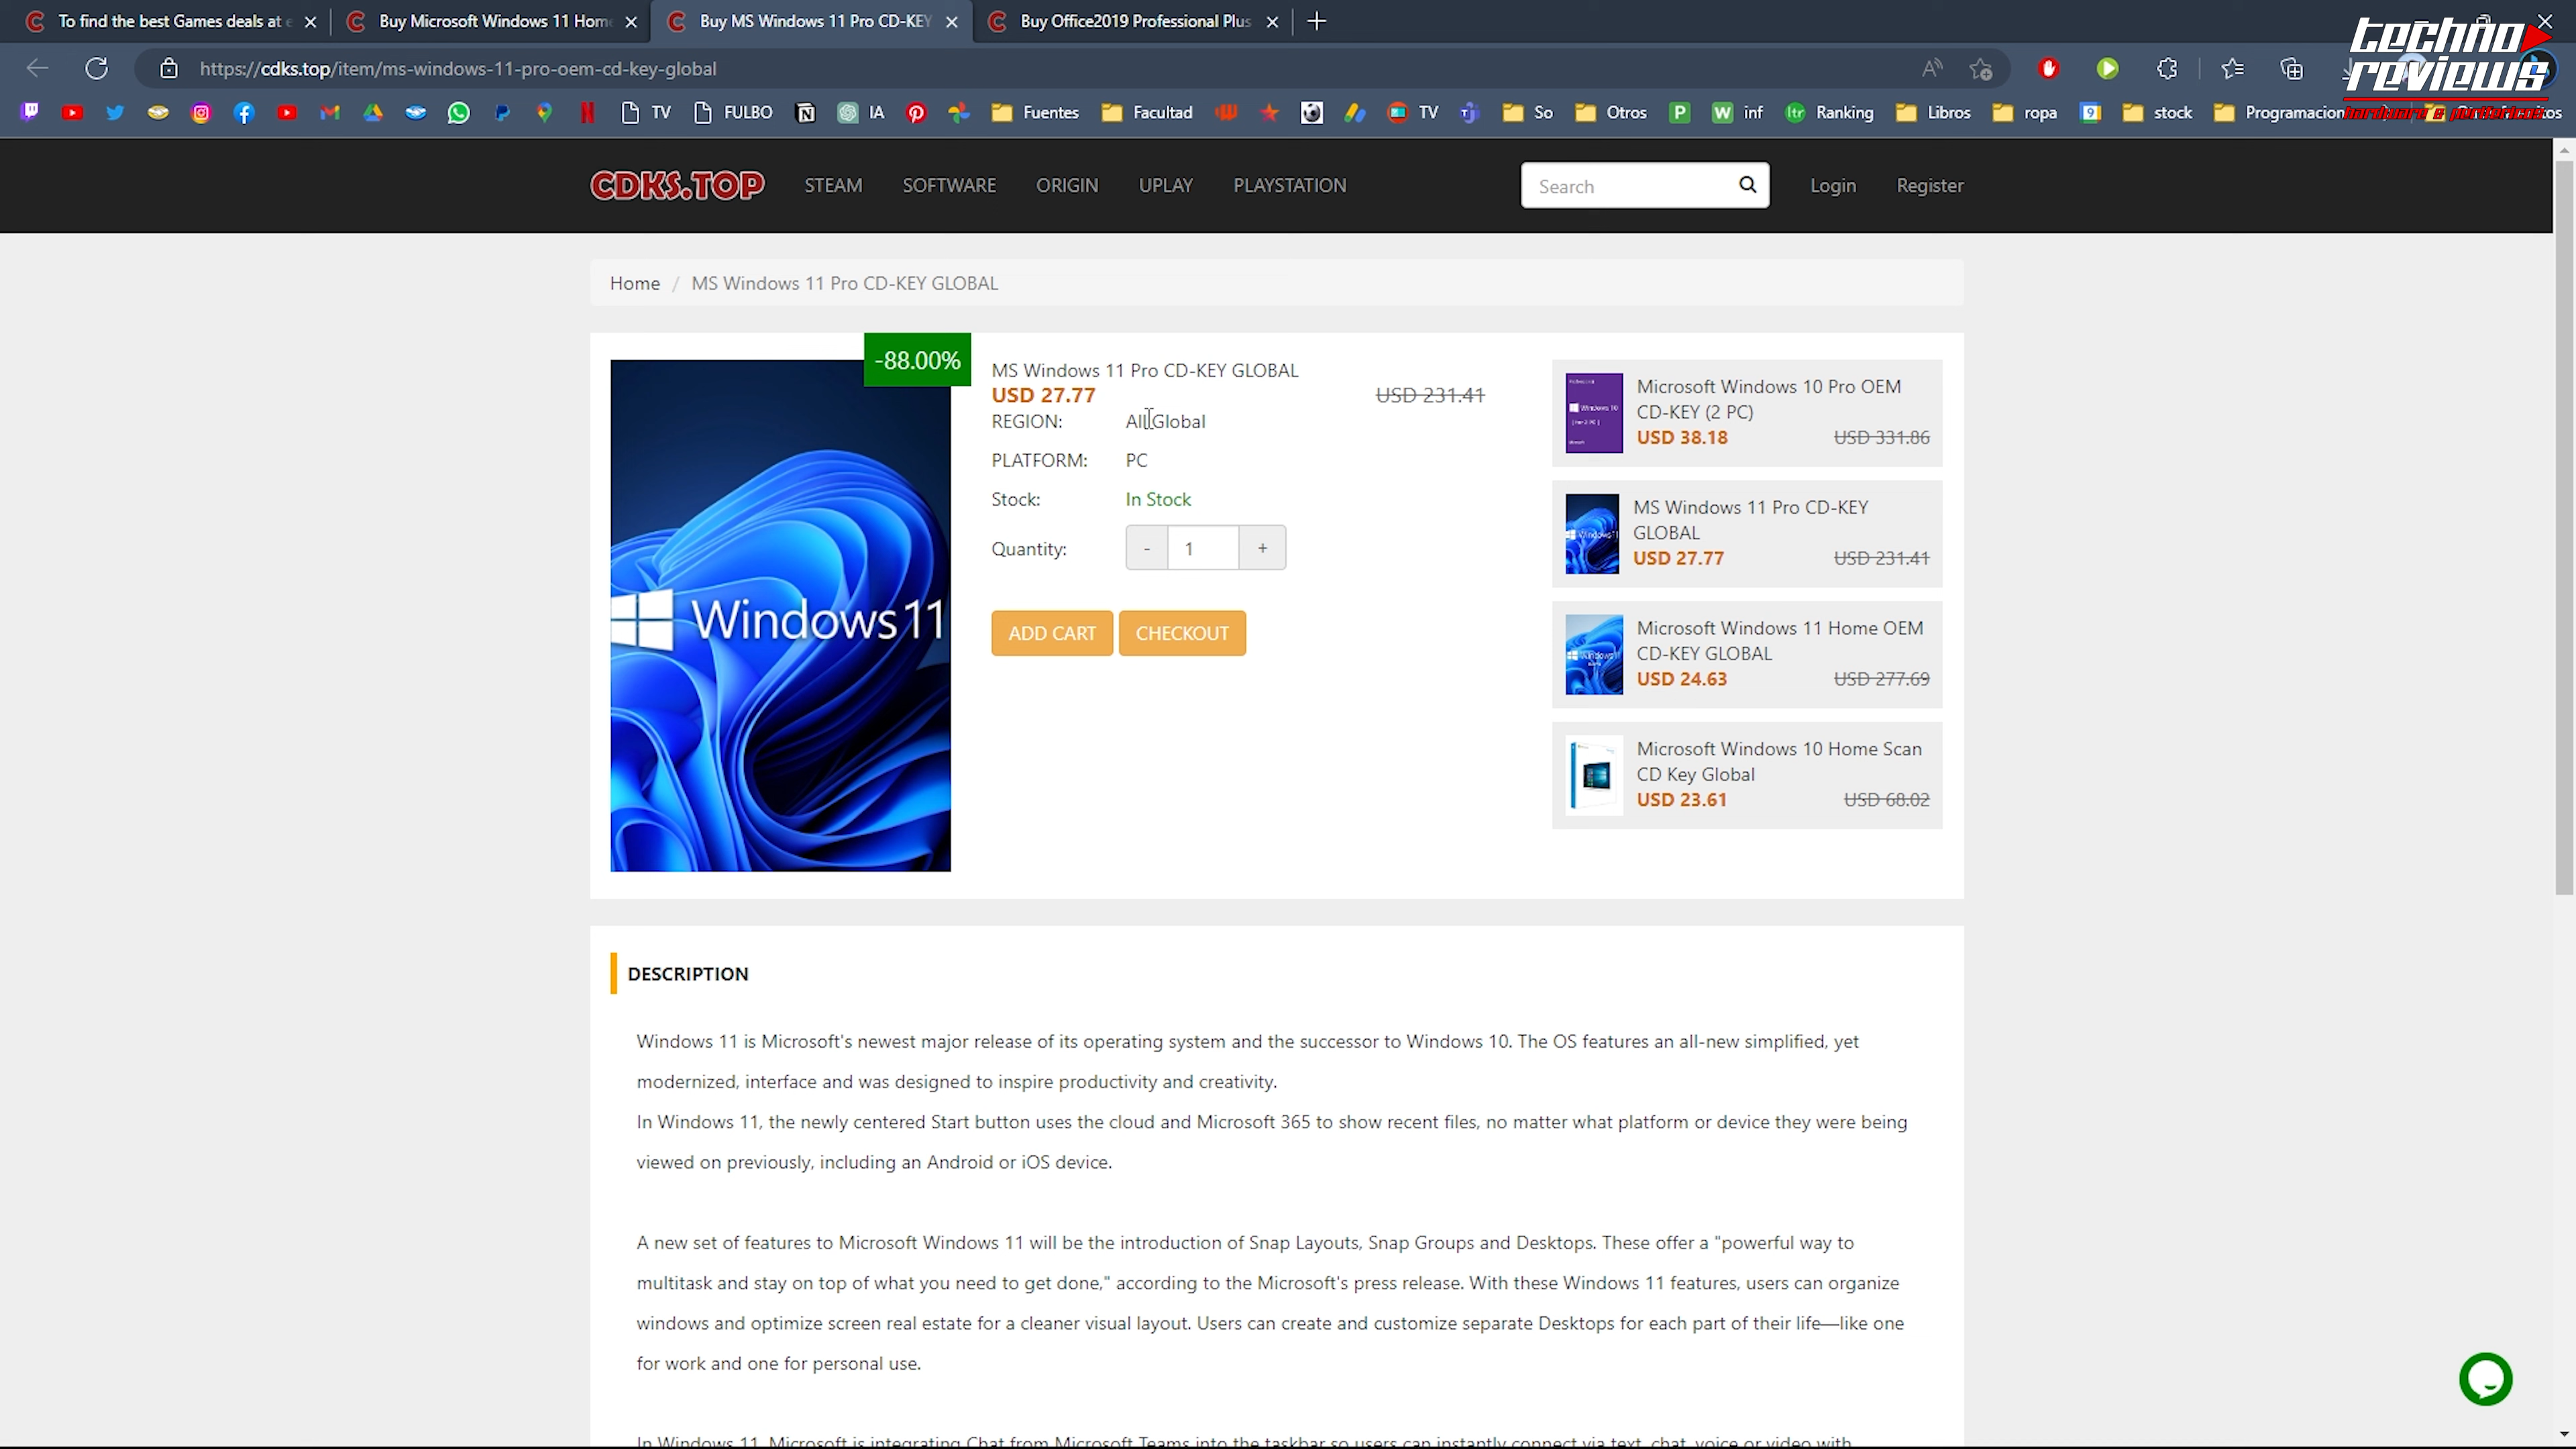 To find the best Games deals at e
Buy Microsoft Windows 11 Home
Buy MS Windows 11 Pro CD-KEY
Buy Office2019 Professional Plus
https://cdks.top/item/ms-windows-11-pro-oem-cd-key-global
techno
reviews
TV
FULBO
IA
Fuentes
Facultad
TV
So
Otros
inf
Ranking
Libros
ropa
stock
Programacion
CDKS.TOP
STEAM
SOFTWARE
ORIGIN
UPLAY
PLAYSTATION
Search
Login
Register
Home / MS Windows 11 Pro CD-KEY GLOBAL
-88.00%
Windows 11
MS Windows 11 Pro CD-KEY GLOBAL
USD 27.77 USD 231.41
REGION: All Global
PLATFORM: PC
Stock: In Stock
Quantity: - 1 +
ADD CART CHECKOUT
Microsoft Windows 10 Pro OEM
CD-KEY (2 PC)
USD 38.18 USD 331.86
MS Windows 11 Pro CD-KEY
GLOBAL
USD 27.77 USD 231.41
Microsoft Windows 11 Home OEM
CD-KEY GLOBAL
USD 24.63 USD 277.69
Microsoft Windows 10 Home Scan
CD Key Global
USD 23.61 USD 68.02
DESCRIPTION
Windows 11 is Microsoft's newest major release of its operating system and the successor to Windows 10. The OS features an all-new simplified, yet
modernized, interface and was designed to inspire productivity and creativity.
In Windows 11, the newly centered Start button uses the cloud and Microsoft 365 to show recent files, no matter what platform or device they were being
viewed on previously, including an Android or iOS device.
A new set of features to Microsoft Windows 11 will be the introduction of Snap Layouts, Snap Groups and Desktops. These offer a "powerful way to
multitask and stay on top of what you need to get done," according to the Microsoft's press release. With these Windows 11 features, users can organize
windows and optimize screen real estate for a cleaner visual layout. Users can create and customize separate Desktops for each part of their life—like one
for work and one for personal use.
In Windows 11, Microsoft is integrating Chat from Microsoft Teams into the taskbar so users can instantly connect via text, chat, voice or video with